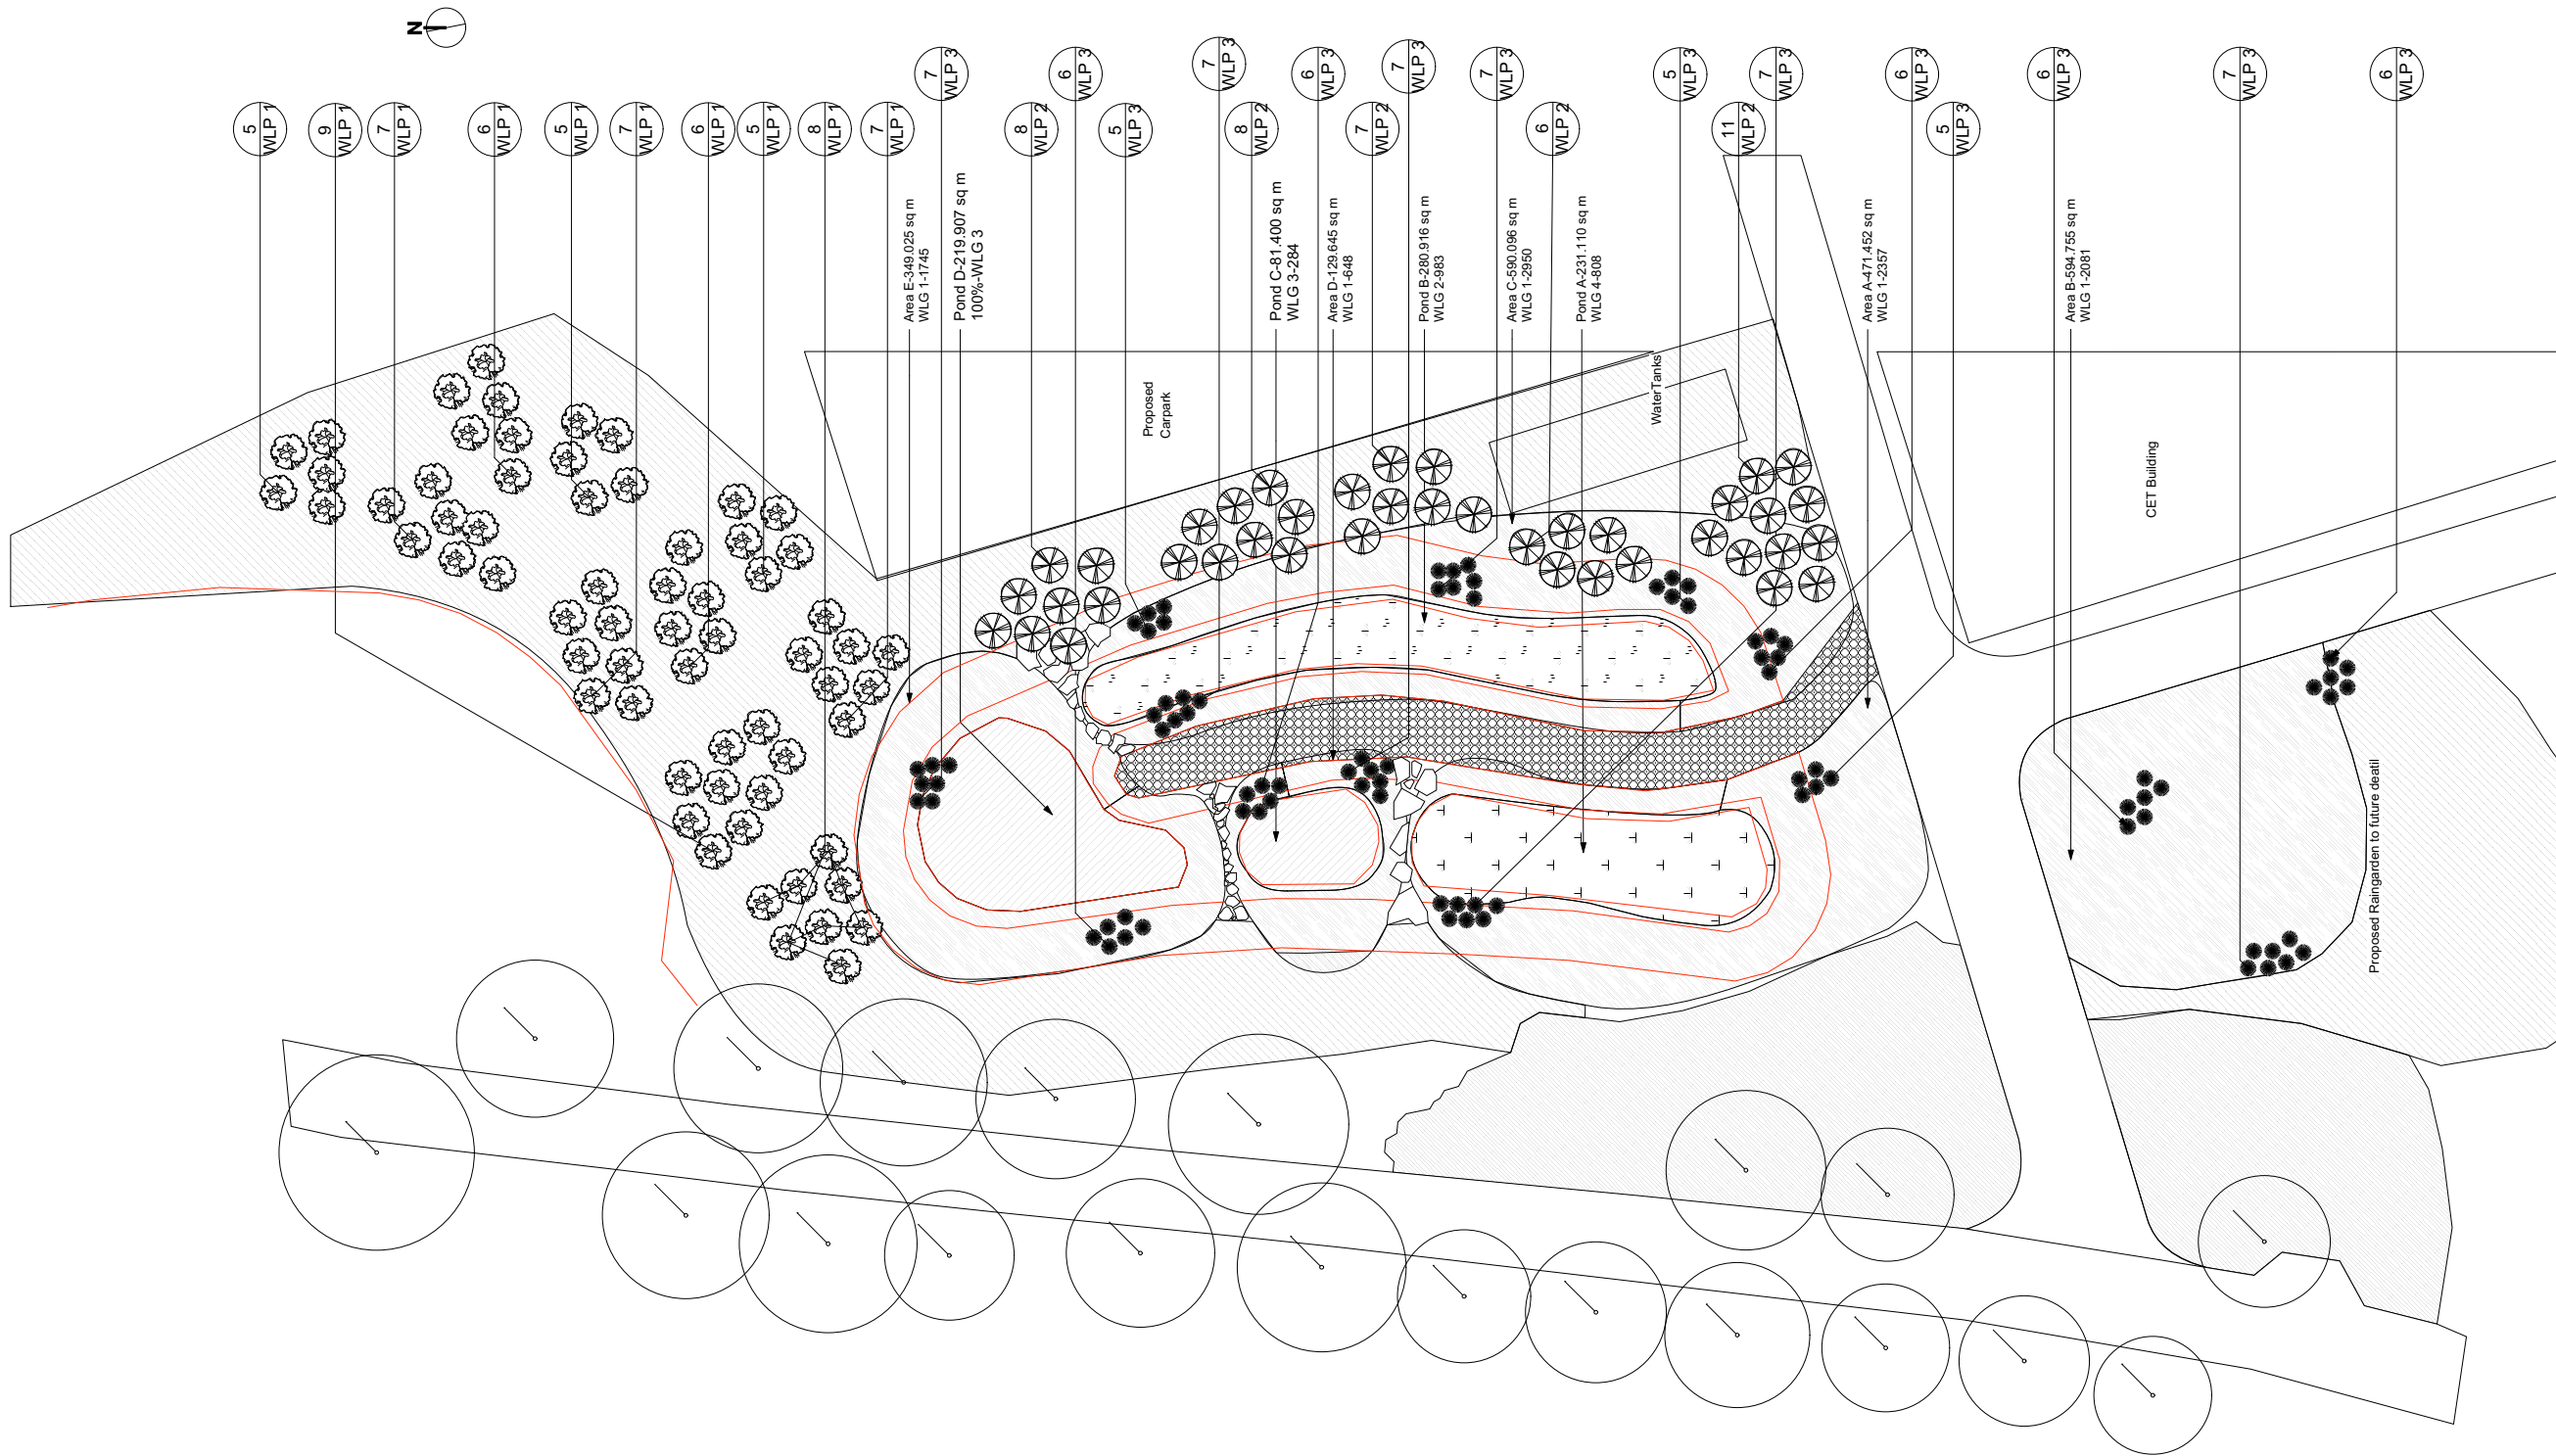 N
7
WLP 3
6
WLP 3
7
WLP 3
6
WLP 3
7
WLP 3
7
WLP 3
5
WLP 3
7
WLP 3
6
WLP 3
6
WLP 3
7
WLP 3
6
WLP 3
5
WLP 1
9
WLP 1
7
WLP 1
6
WLP 1
5
WLP 1
7
WLP 1
6
WLP 1
5
WLP 1
8
WLP 1
7
WLP 1
8
WLP 2
5
WLP 3
8
WLP 2
7
WLP 2
6
WLP 2
11
WLP 2
5
WLP 3
Area E-349.025 sq m
WLG 1-1745
Pond D-219.907 sq m
100%-WLG 3
Pond C-81.400 sq m
WLG 3-284
Area D-129.645 sq m
WLG 1-648
Pond B-280.916 sq m
WLG 2-983
Area C-590.096 sq m
WLG 1-2950
Pond A-231.110 sq m
WLG 4-808
Area A-471.452 sq m
WLG 1-2357
Area B-594.755 sq m
WLG 1-2081
Proposed
Carpark
WaterTanks
CET Building
Proposed Raingarden to future deatil